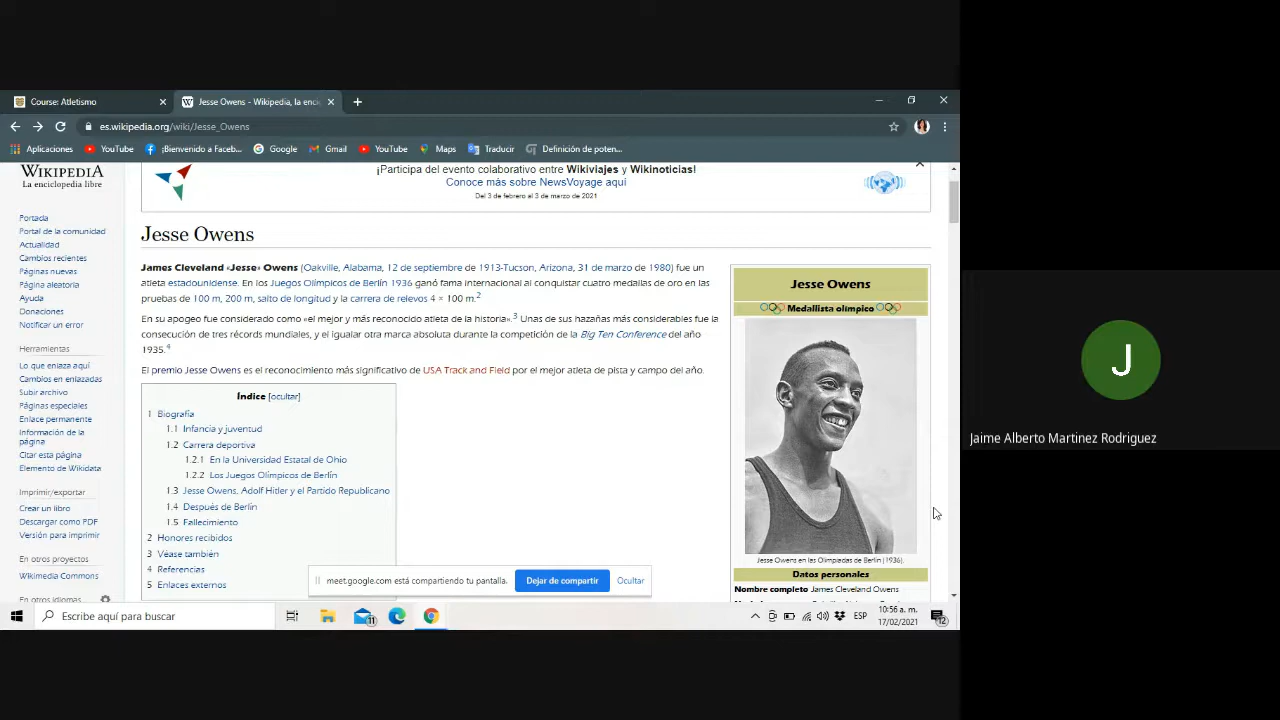 Course: Atletismo
Jesse Owens - Wikipedia, la enci
es.wikipedia.org/wiki/Jesse_Owens
Aplicaciones
YouTube
¡Bienvenido a Faceb...
Google
Gmail
YouTube
Maps
Traducir
Definición de poten...
WIKIPEDIA
La enciclopedia libre
Portada
Portal de la comunidad
Actualidad
Cambios recientes
Páginas nuevas
Página aleatoria
Ayuda
Donaciones
Notificar un error
Herramientas
Lo que enlaza aquí
Cambios en enlazadas
Subir archivo
Páginas especiales
Enlace permanente
Información de la
página
Citar esta página
Elemento de Wikidata
Imprimir/exportar
Crear un libro
Descargar como PDF
Versión para imprimir
En otros proyectos
Wikimedia Commons
En otros idiomas
¡Participa del evento colaborativo entre Wikiviajes y Wikinoticias!
Conoce más sobre NewsVoyage aquí
Del 3 de febrero al 3 de marzo de 2021
Jesse Owens
James Cleveland «Jesse» Owens (Oakville, Alabama, 12 de septiembre de 1913-Tucson, Arizona, 31 de marzo de 1980) fue un
atleta estadounidense. En los Juegos Olímpicos de Berlín 1936 ganó fama internacional al conquistar cuatro medallas de oro en las
pruebas de 100 m, 200 m, salto de longitud y la carrera de relevos 4 × 100 m.2
En su país fue considerado como «el mejor y más reconocido atleta de la historia».3 Unas de sus hazañas más considerables fue la
consecución de tres récords mundiales, y el igualar otra marca absoluta durante la competición de la Big Ten Conference del año
1935.4
El premio Jesse Owens es el reconocimiento más significativo de USA Track and Field por el mejor atleta de pista y campo del año.
Índice [ocultar]
1 Biografía
1.1 Infancia y juventud
1.2 Carrera deportiva
1.2.1 En la Universidad Estatal de Ohio
1.2.2 Los Juegos Olímpicos de Berlín
1.3 Jesse Owens, Adolf Hitler y el Partido Republicano
1.4 Después de Berlín
1.5 Fallecimiento
2 Honores recibidos
3 Véase también
4 Referencias
5 Enlaces externos
Jesse Owens
Medallista olímpico
Jesse Owens en las Olimpiadas de Berlín (1936).
Datos personales
Nombre completo James Cleveland Owens
meet.google.com está compartiendo tu pantalla.
Dejar de compartir
Ocultar
Escribe aquí para buscar
11
ESP
10:56 a. m.
17/02/2021
12
J
Jaime Alberto Martinez Rodriguez